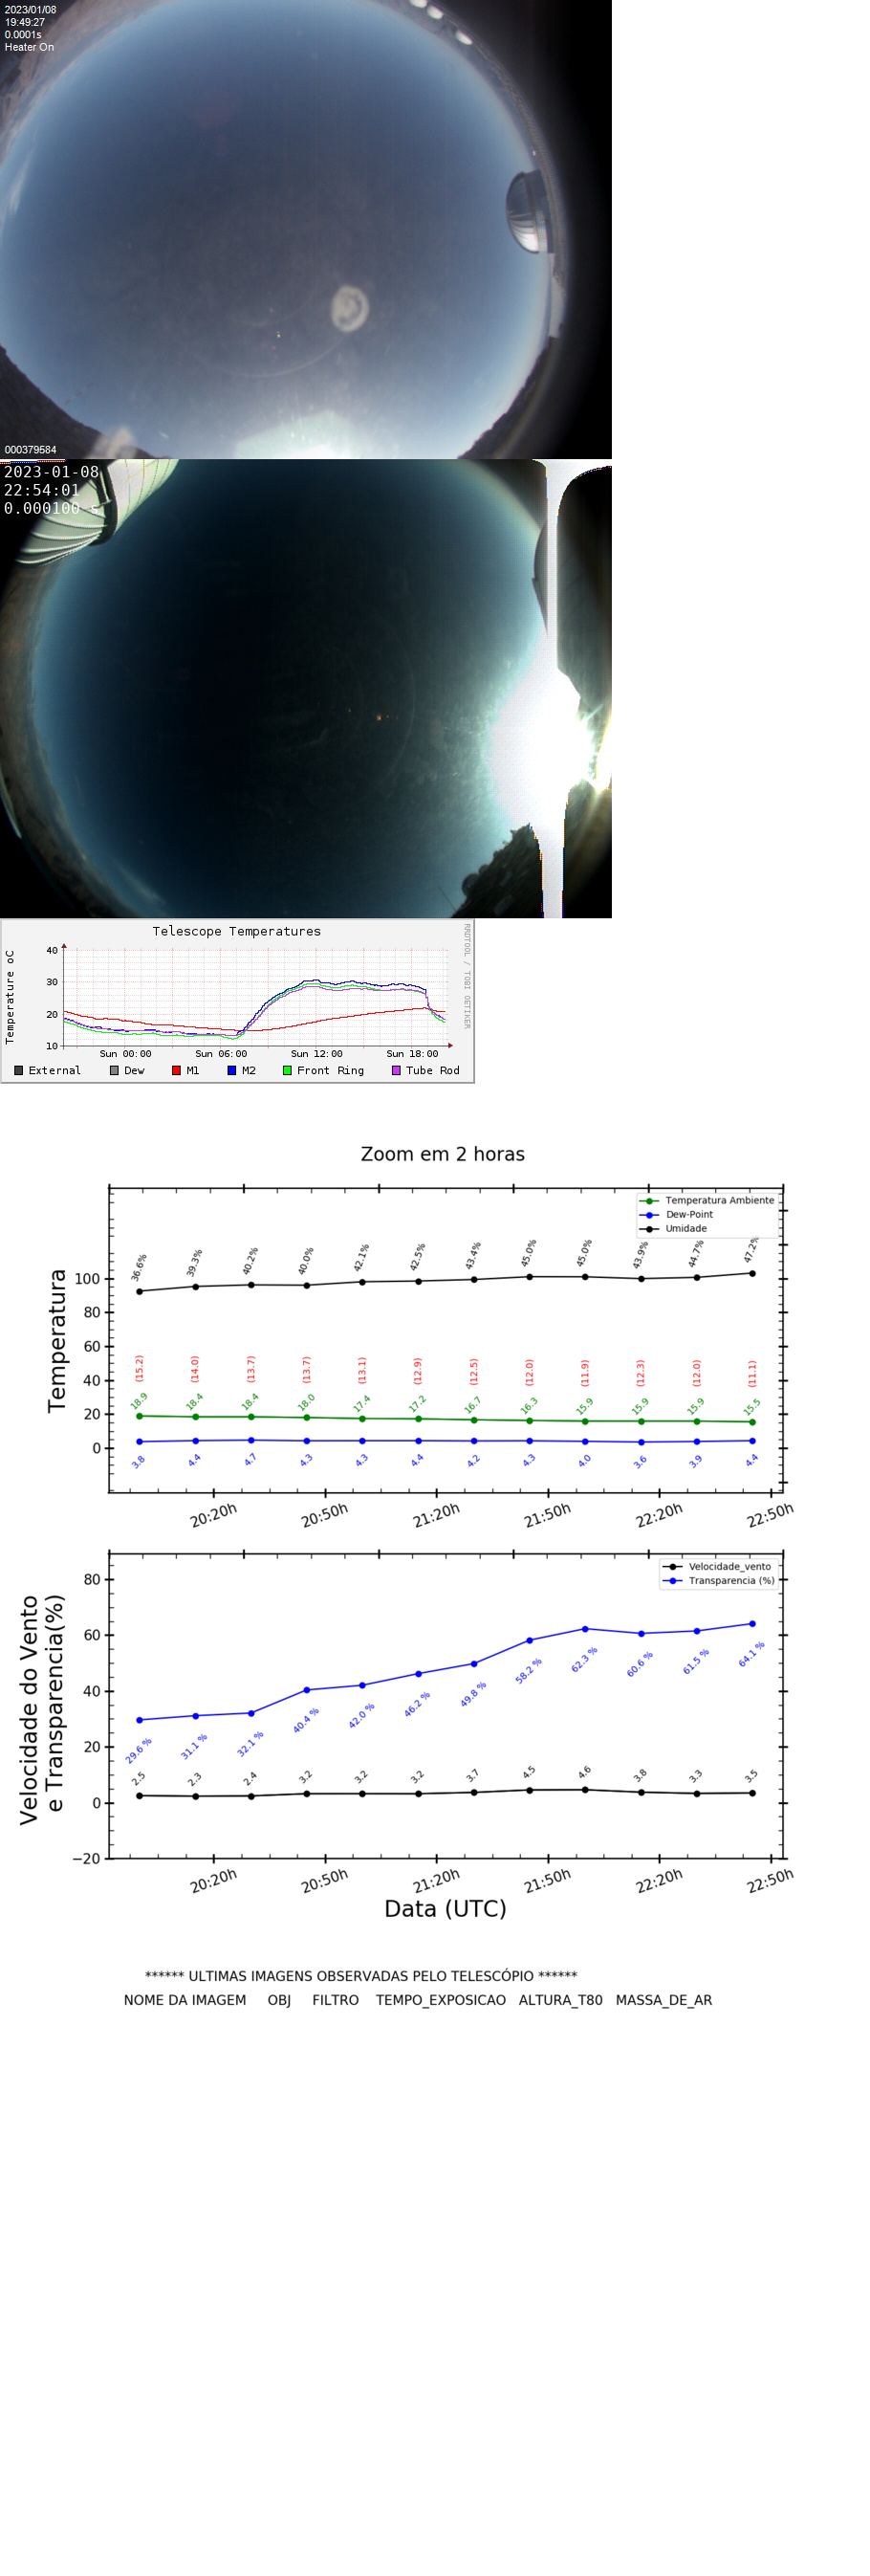 2023/01/08
19:49:27
0.0001s
Heater On
000379584
2023-01-08
22:54:01
0.000100 s
Telescope Temperatures
RRDTOOL / TOBI OETIKER
Temperature oC
40
30
20
10
Sun 00:00 Sun 06:00 Sun 12:00 Sun 18:00
External Dew M1 M2 Front Ring Tube Rod
Zoom em 2 horas
Temperatura Ambiente
Dew-Point
Umidade
Temperatura
100
80
60
40
20
0
36.6% 39.3% 40.2% 40.0% 42.1% 42.5% 43.4% 45.0% 45.0% 43.9% 44.7% 47.2%
(15.2) (14.0) (13.7) (13.7) (13.1) (12.9) (12.5) (12.0) (11.9) (12.3) (12.0) (11.1)
18.9 18.4 18.4 18.0 17.4 17.2 16.7 16.3 15.9 15.9 15.9 15.5
3.8 4.4 4.7 4.3 4.3 4.4 4.2 4.3 4.0 3.6 3.9 4.4
20:20h 20:50h 21:20h 21:50h 22:20h 22:50h
Velocidade_vento
Transparencia (%)
Velocidade do Vento
e Transparencia(%)
80
60
40
20
0
−20
29.6 % 31.1 % 32.1 % 40.4 % 42.0 % 46.2 % 49.8 % 58.2 % 62.3 % 60.6 % 61.5 % 64.1 %
2.5 2.3 2.4 3.2 3.2 3.2 3.7 4.5 4.6 3.8 3.3 3.5
20:20h 20:50h 21:20h 21:50h 22:20h 22:50h
Data (UTC)
****** ULTIMAS IMAGENS OBSERVADAS PELO TELESCÓPIO ******
NOME DA IMAGEM OBJ FILTRO TEMPO_EXPOSICAO ALTURA_T80 MASSA_DE_AR